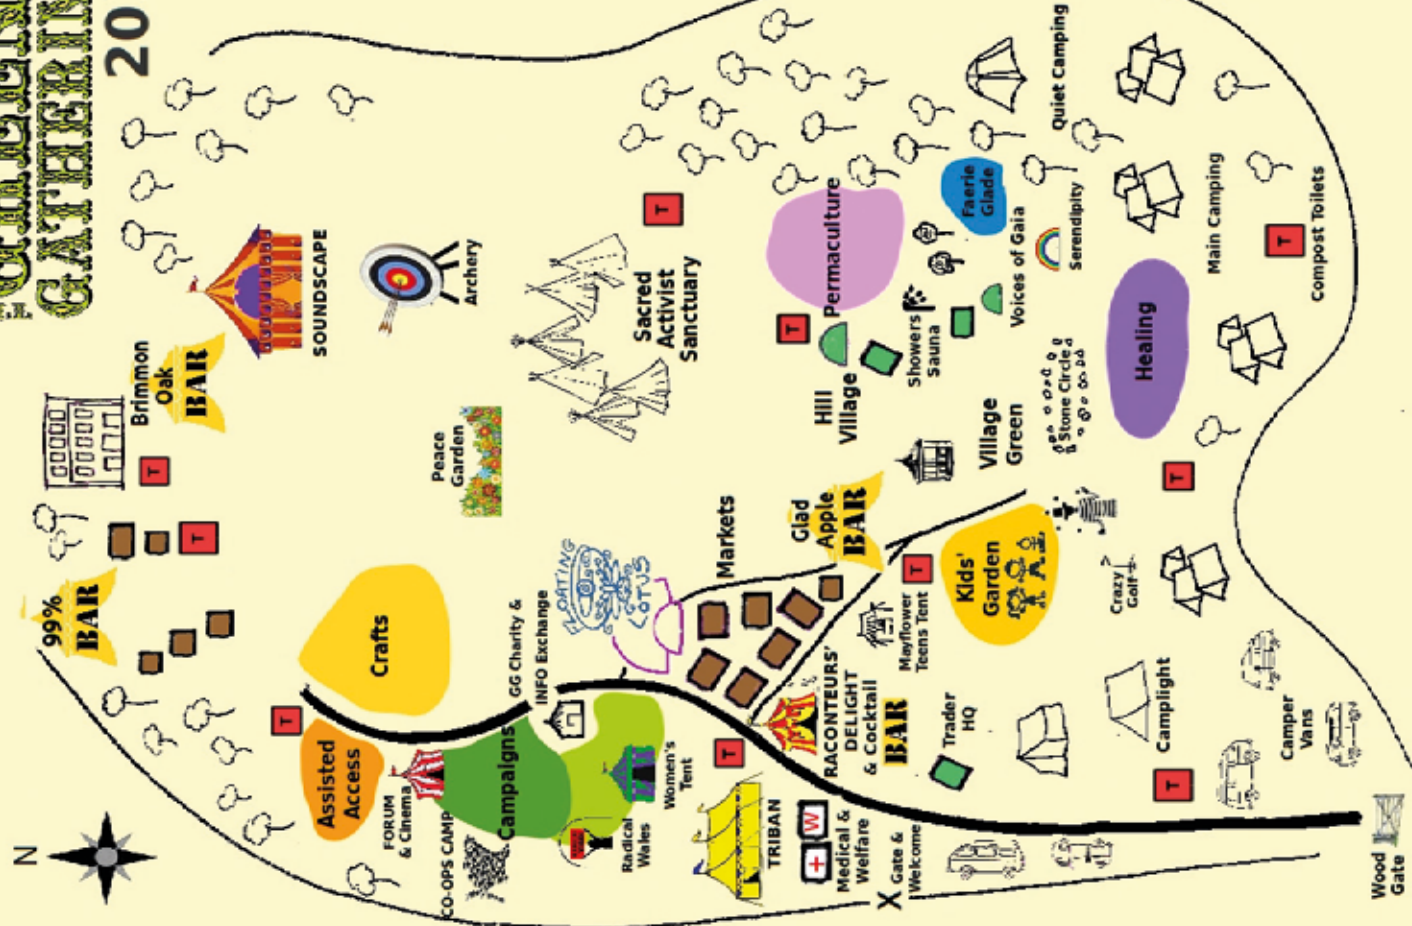 GATHERIN
20
N
99%
BAR
Brimmon
Oak
BAR
SOUNDSCAPE
Archery
T
T
T
Assisted
Access
Crafts
Peace
Garden
FORUM
& Cinema
CO-OPS CAMP
Campaigns
GG Charity &
INFO Exchange
FLOATING
LOTUS
Sacred
Activist
Sanctuary
T
Radical
Wales
Women's
Tent
T
Markets
TRIBAN
Medical &
Welfare
W
RACONTEURS'
DELIGHT
& Cocktail
BAR
Glad
Apple
BAR
Hill
Village
T
Permaculture
X Gate &
Welcome
Trader
HQ
Mayflower
Teens Tent
T
Kids'
Garden
Village
Green
Showers
Sauna
Voices of Gaia
Faerie
Glade
Serendipity
Quiet Camping
Stone Circle
Healing
Crazy
Golf
Camplight
T
T
Main Camping
T
Compost Toilets
Camper
Vans
Wood
Gate